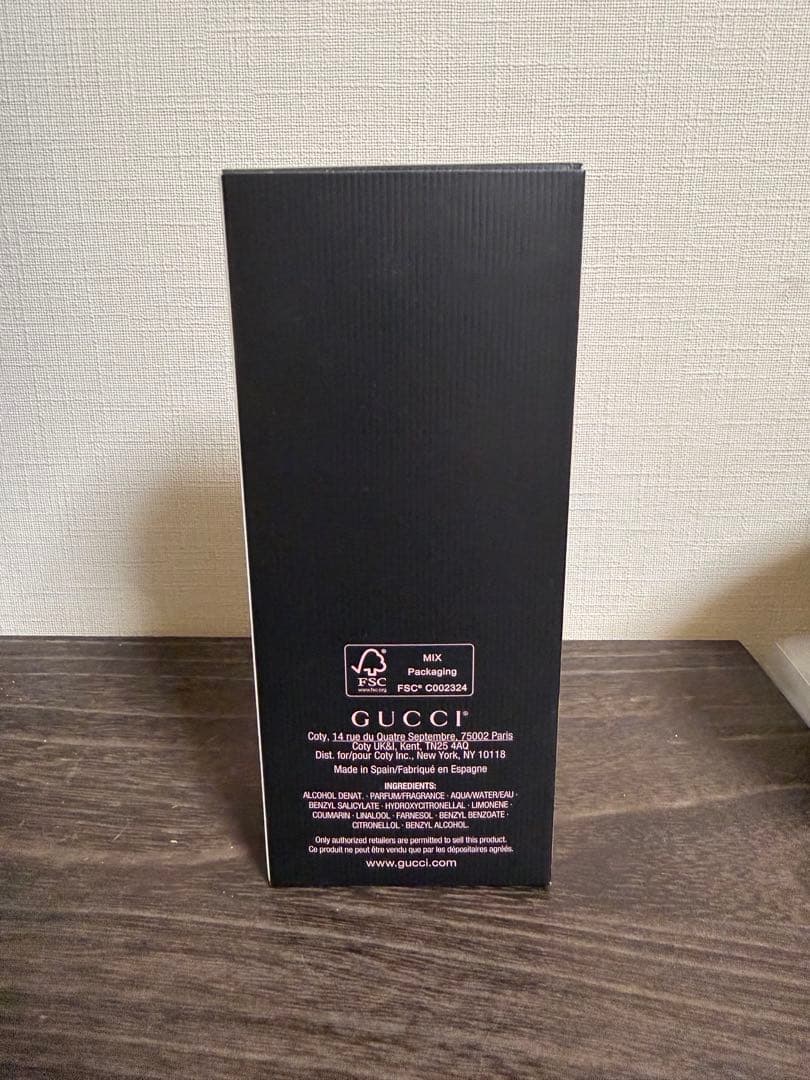 FSC
www.fsc.org
MIX
Packaging
FSC® C002324
GUCCI®
Coty, 14 rue du Quatre Septembre, 75002 Paris
Coty UK&I, Kent, TN25 4AQ
Dist. for/pour Coty Inc., New York, NY 10118
Made in Spain/Fabriqué en Espagne
INGREDIENTS:
ALCOHOL DENAT. · PARFUM/FRAGRANCE · AQUA/WATER/EAU ·
BENZYL SALICYLATE · HYDROXYCITRONELLAL · LIMONENE ·
COUMARIN · LINALOOL · FARNESOL · BENZYL BENZOATE ·
CITRONELLOL · BENZYL ALCOHOL.
Only authorized retailers are permitted to sell this product.
Ce produit ne peut être vendu que par les dépositaires agréés.
www.gucci.com